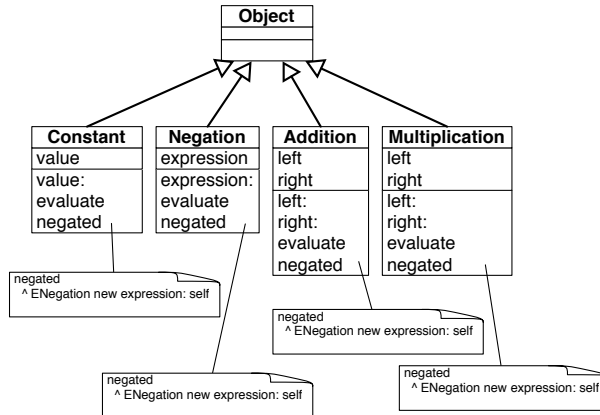 Object
Constant
value
value:
evaluate
negated
Negation
expression
expression:
evaluate
negated
Addition
left
right
left:
right:
evaluate
negated
Multiplication
left
right
left:
right:
evaluate
negated
negated
^ ENegation new expression: self
negated
^ ENegation new expression: self
negated
^ ENegation new expression: self
negated
^ ENegation new expression: self